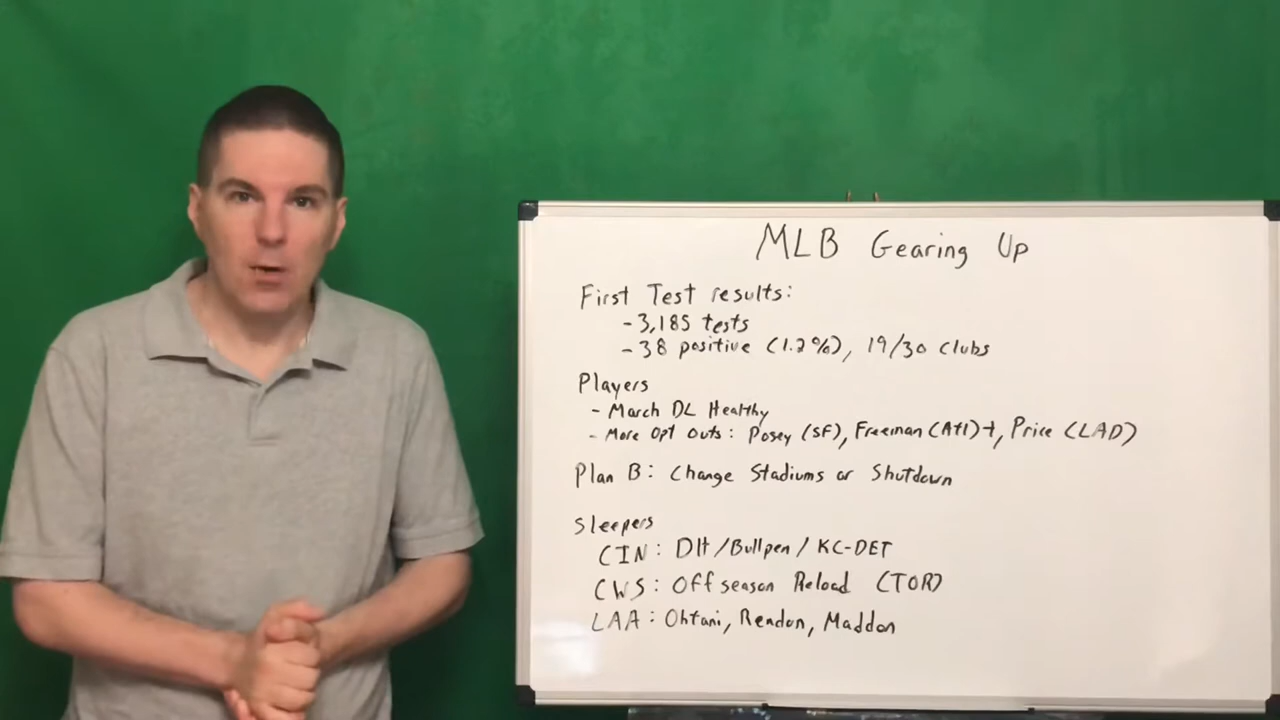 MLB Gearing Up
First Test results:
- 3,185 tests
- 38 positive (1.2%), 19/30 clubs
Players
- March DL Healthy
- More Opt Outs: Posey (SF), Freeman (Atl)+, Price (LAD)
Plan B: Change Stadiums or Shutdown
Sleepers
CIN: DH/Bullpen/KC-DET
CWS: Offseason Reload (TOR)
LAA: Ohtani, Rendon, Maddon